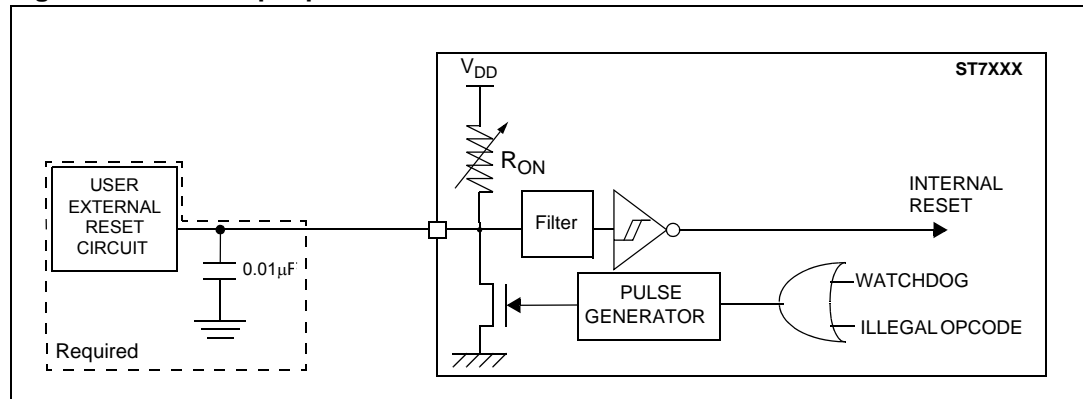 ST7XXX
VDD
RON
USER
EXTERNAL
RESET
CIRCUIT
0.01μF
Required
Filter
INTERNAL
RESET
PULSE
GENERATOR
WATCHDOG
ILLEGAL OPCODE